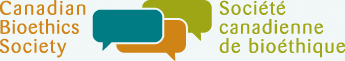 Canadian
Bioethics
Society
Société
canadienne
de bioéthique